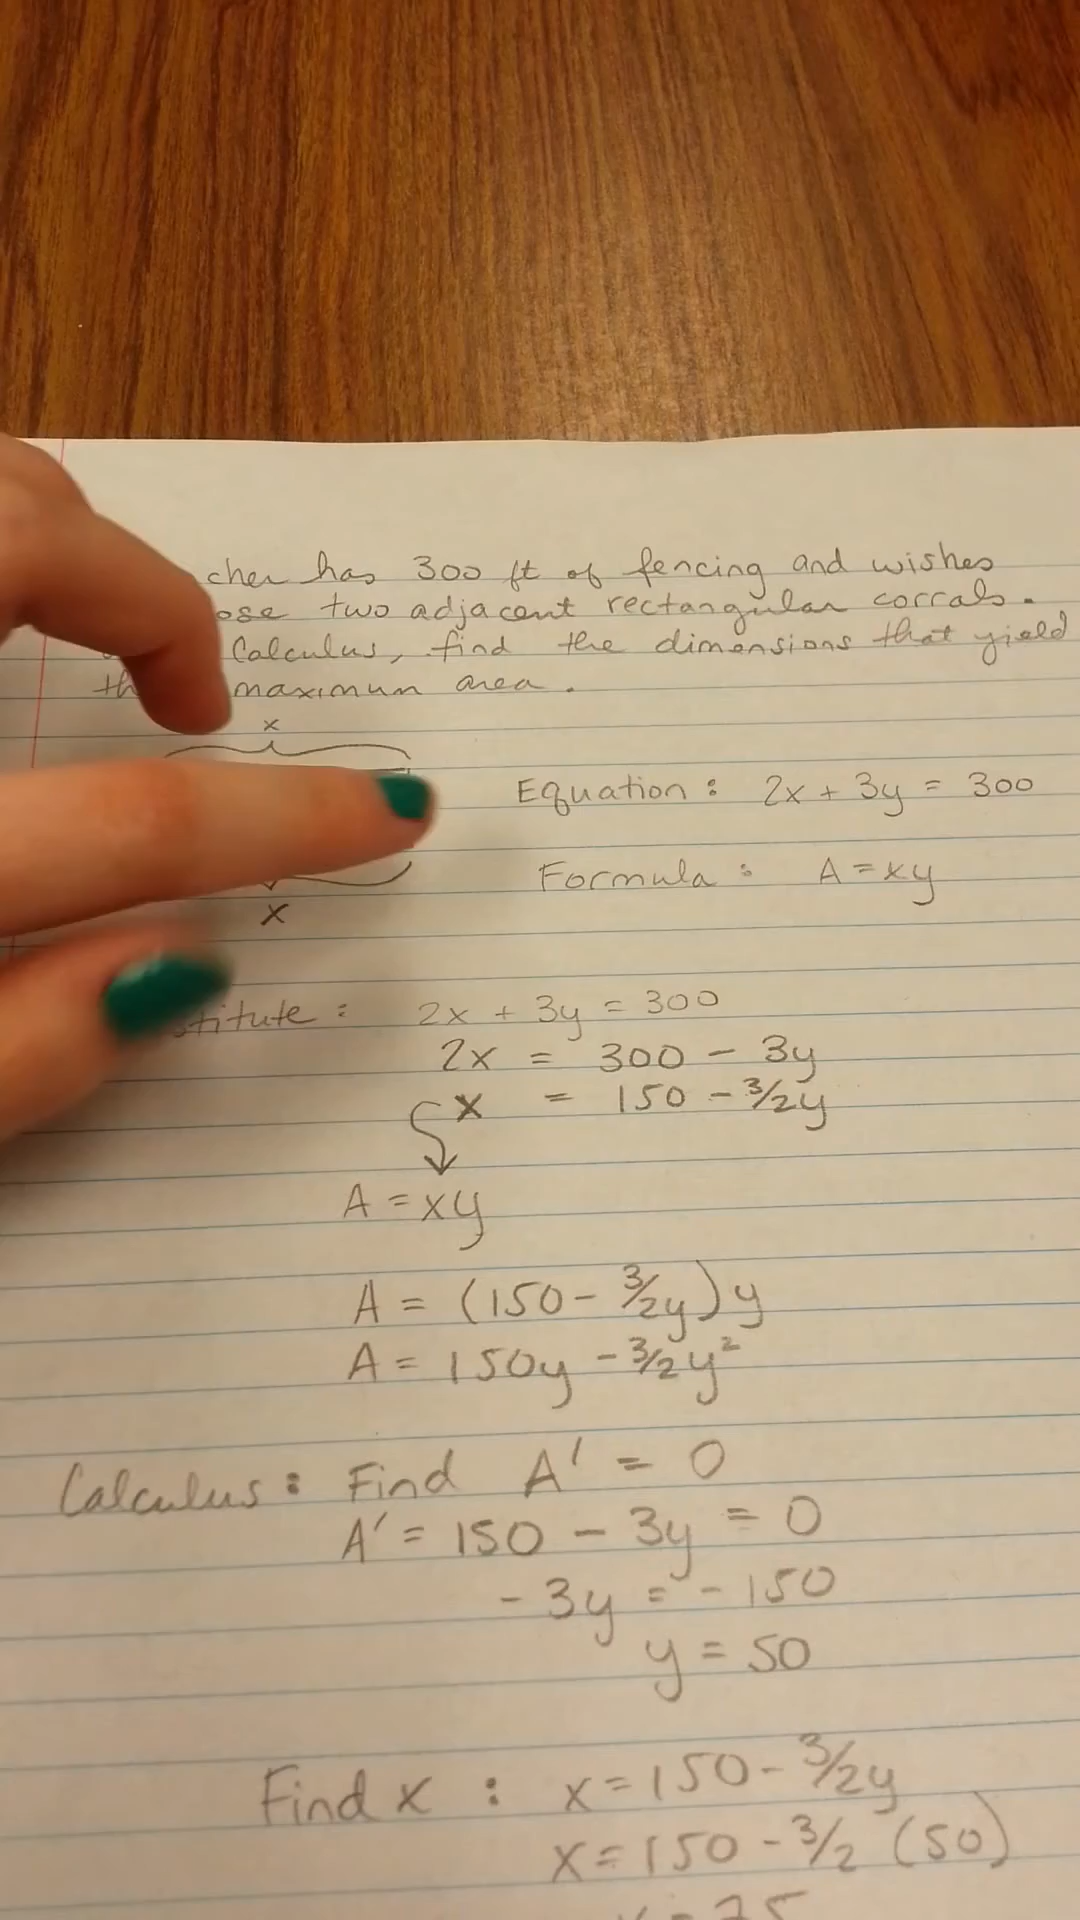 cher has 300 ft of fencing and wishes
ose two adjacent rectangular corrals.
Calculus, find the dimensions that yield
th maximum area.
x
Equation: 2x + 3y = 300
Formula: A = xy
x
stitute: 2x + 3y = 300
2x = 300 - 3y
x = 150 - 3/2y
A = xy
A = (150 - 3/2y)y
A = 150y - 3/2y²
Calculus: Find A' = 0
A' = 150 - 3y = 0
-3y = -150
y = 50
Find x: x = 150 - 3/2y
x = 150 - 3/2 (50)
x = 75